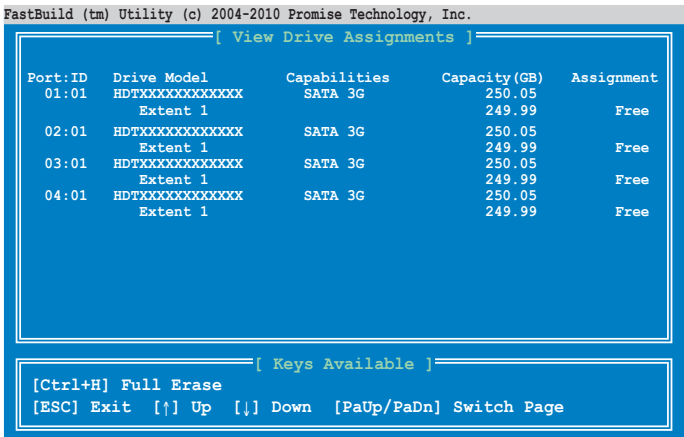 FastBuild (tm) Utility (c) 2004-2010 Promise Technology, Inc.
[ View Drive Assignments ]
Port:ID Drive Model Capabilities Capacity(GB) Assignment
01:01 HDTXXXXXXXXXXXX SATA 3G 250.05
Extent 1 249.99 Free
02:01 HDTXXXXXXXXXXXX SATA 3G 250.05
Extent 1 249.99 Free
03:01 HDTXXXXXXXXXXXX SATA 3G 250.05
Extent 1 249.99 Free
04:01 HDTXXXXXXXXXXXX SATA 3G 250.05
Extent 1 249.99 Free
[ Keys Available ]
[Ctrl+H] Full Erase
[ESC] Exit [↑] Up [↓] Down [PaUp/PaDn] Switch Page